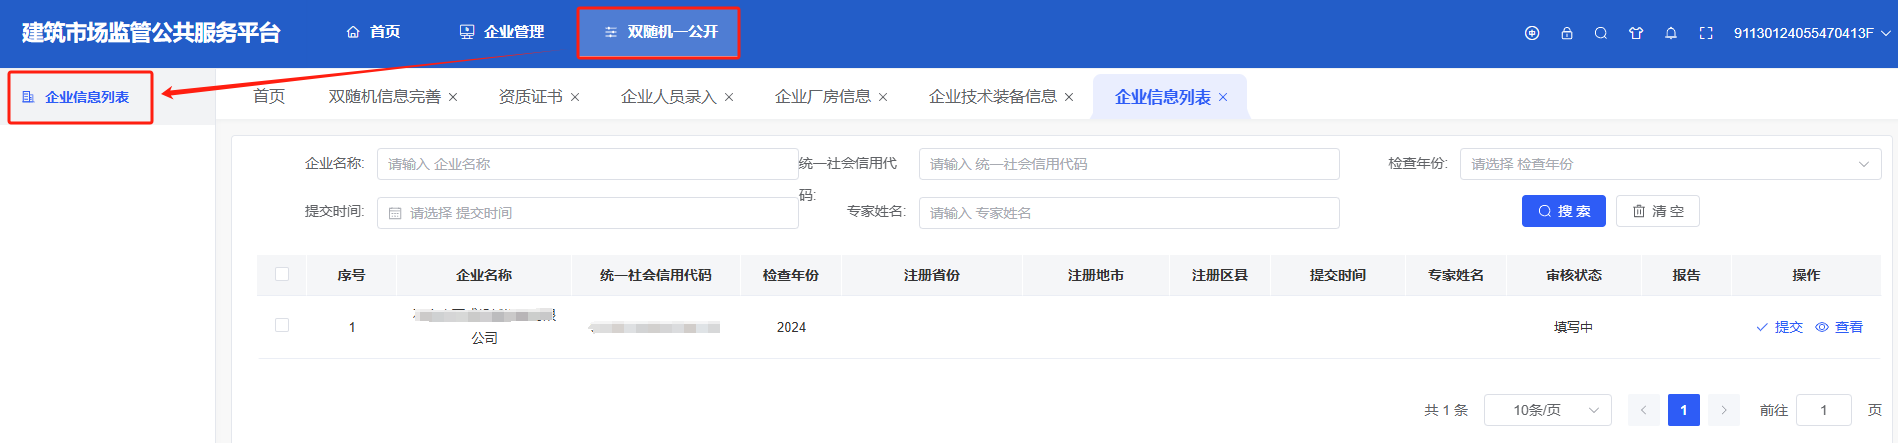 建筑市场监管公共服务平台
首页
企业管理
双随机一公开
91130124055470413F
企业信息列表
首页
双随机信息完善
资质证书
企业人员录入
企业厂房信息
企业技术装备信息
企业信息列表
企业名称:
请输入 企业名称
统一社会信用代
码:
请输入 统一社会信用代码
检查年份:
请选择 检查年份
提交时间:
请选择 提交时间
专家姓名:
请输入 专家姓名
搜 索
清 空
序号
企业名称
统一社会信用代码
检查年份
注册省份
注册地市
注册区县
提交时间
专家姓名
审核状态
报告
操作
1
公司
2024
填写中
提交
查看
共 1 条
10条/页
1
前往
1
页